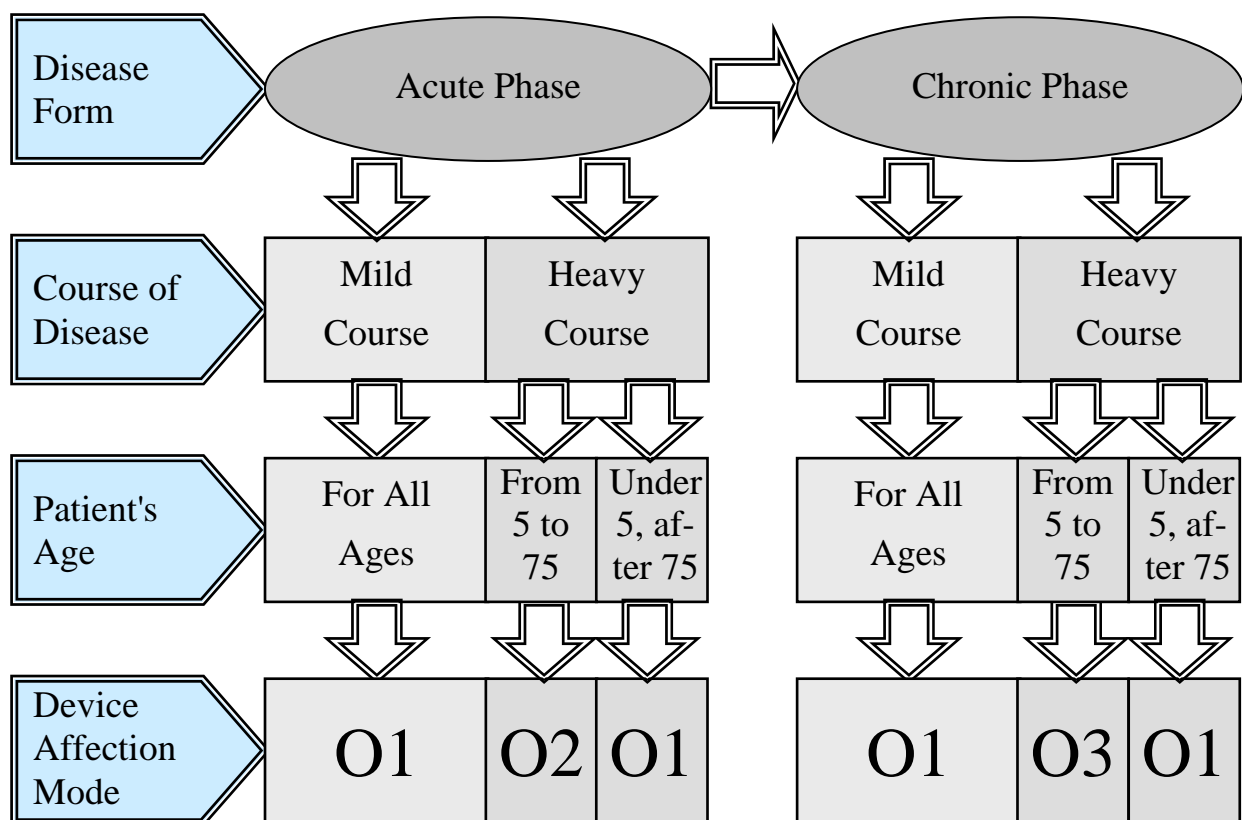 Disease
Form
Acute Phase
Chronic Phase
Course of
Disease
Mild
Course
Heavy
Course
Mild
Course
Heavy
Course
Patient's
Age
For All
Ages
From
5 to
75
Under
5, af-
ter 75
For All
Ages
From
5 to
75
Under
5, af-
ter 75
Device
Affection
Mode
O1
O2
O1
O1
O3
O1